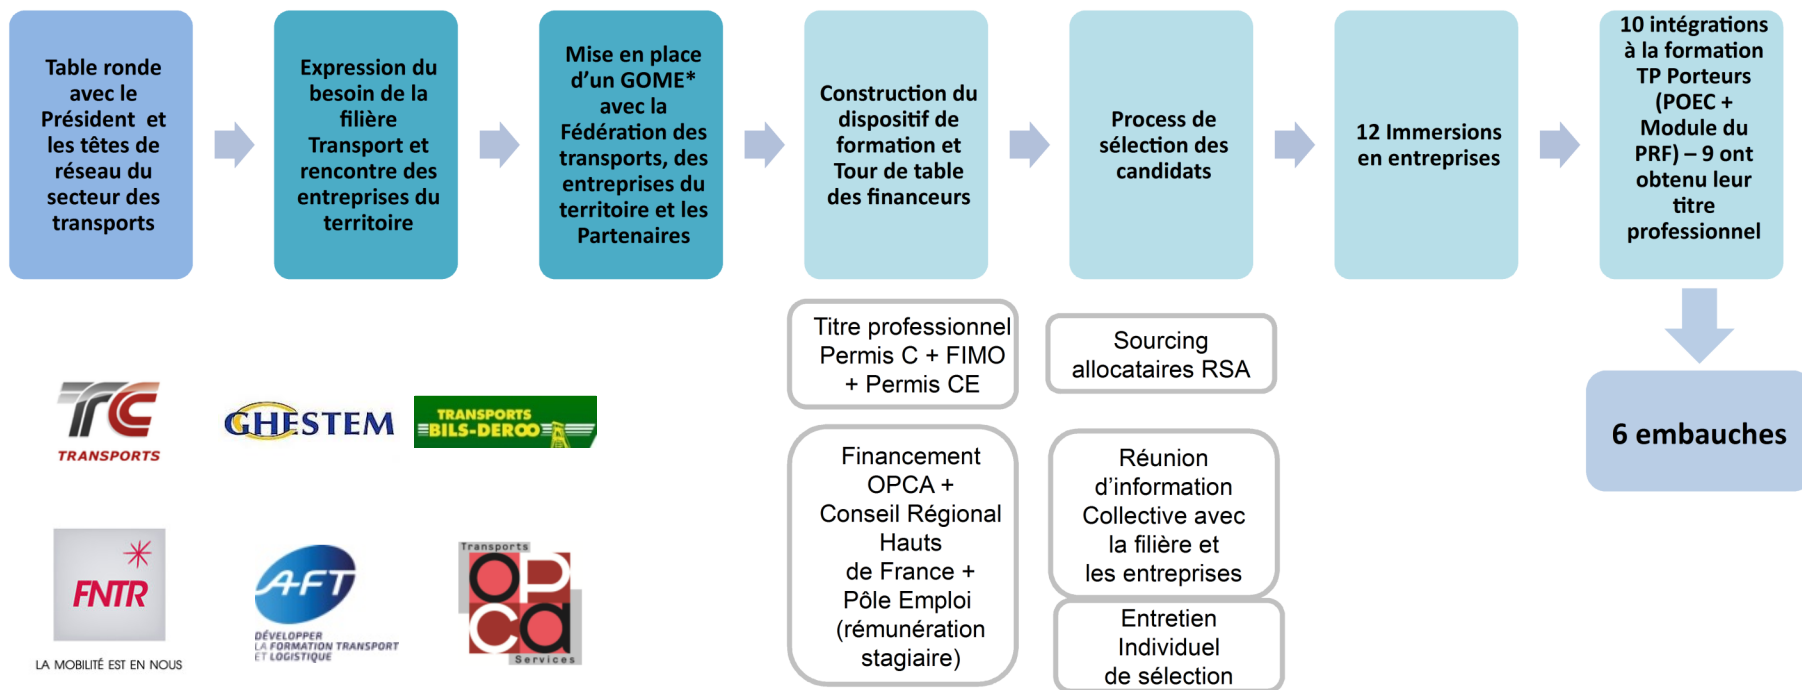 Table ronde
avec le
Président et
les têtes de
réseau du
secteur des
transports
Expression du
besoin de la
filière
Transport et
rencontre des
entreprises du
territoire
Mise en place
d'un GOME*
avec la
Fédération des
transports, des
entreprises du
territoire et les
Partenaires
Construction du
dispositif de
formation et
Tour de table
des financeurs
Process de
sélection des
candidats
12 Immersions
en entreprises
10 intégrations
à la formation
TP Porteurs
(POEC +
Module du
PRF) – 9 ont
obtenu leur
titre
professionnel
Titre professionnel
Permis C + FIMO
+ Permis CE
Financement
OPCA +
Conseil Régional
Hauts
de France +
Pôle Emploi
(rémunération
stagiaire)
Sourcing
allocataires RSA
Réunion
d'information
Collective avec
la filière et
les entreprises
Entretien
Individuel
de sélection
6 embauches
TC
TRANSPORTS
GHESTEM
TRANSPORTS
BILS-DEROO
FNTR
LA MOBILITÉ EST EN NOUS
AFT
DÉVELOPPER
LA FORMATION TRANSPORT
ET LOGISTIQUE
Transports
OPCa
Services